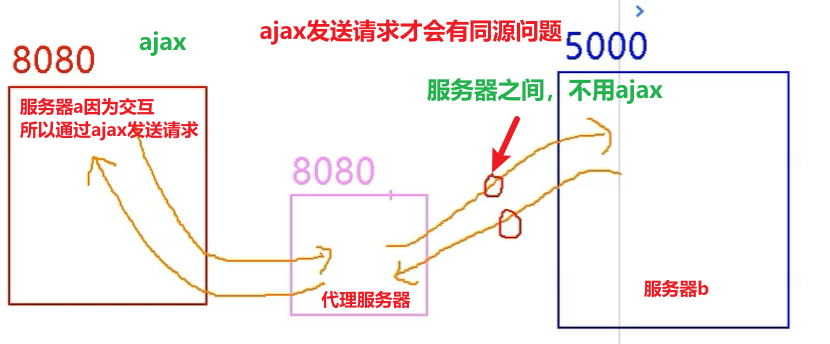 ajax发送请求才会有同源问题
ajax
8080
5000
服务器之间，不用ajax
服务器a因为交互
所以通过ajax发送请求
8080
代理服务器
服务器b